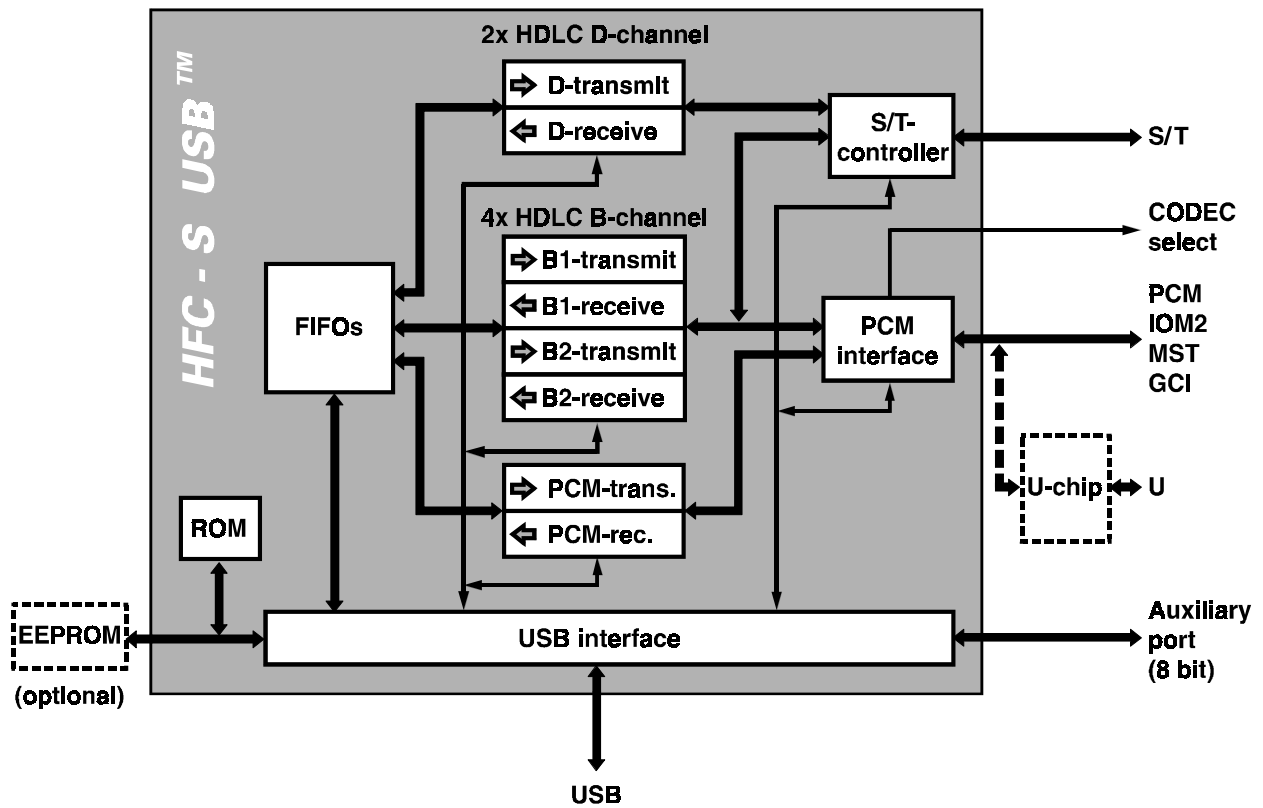 HFC - S USB™
2x HDLC D-channel
D-transmIt
D-receive
S/T-
controller
S/T
4x HDLC B-channel
B1-transmit
B1-receive
B2-transmIt
B2-receive
FIFOs
PCM
interface
CODEC
select
PCM
IOM2
MST
GCI
U-chip
U
PCM-trans.
PCM-rec.
ROM
EEPROM
(optional)
USB interface
Auxiliary
port
(8 bit)
USB